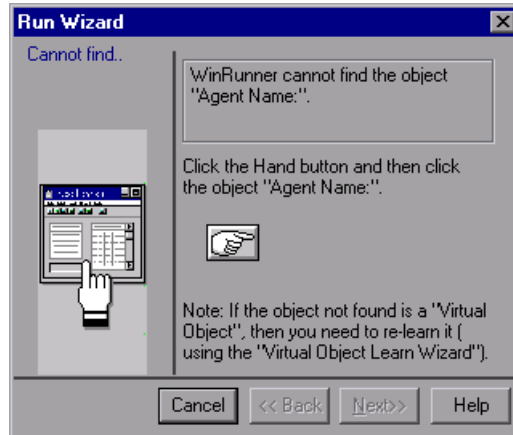 Run Wizard
Cannot find..
WinRunner cannot find the object
"Agent Name:".
Click the Hand button and then click
the object "Agent Name:".
Note: If the object not found is a "Virtual
Object", then you need to re-learn it (
using the "Virtual Object Learn Wizard").
Cancel
<< Back
Next>>
Help